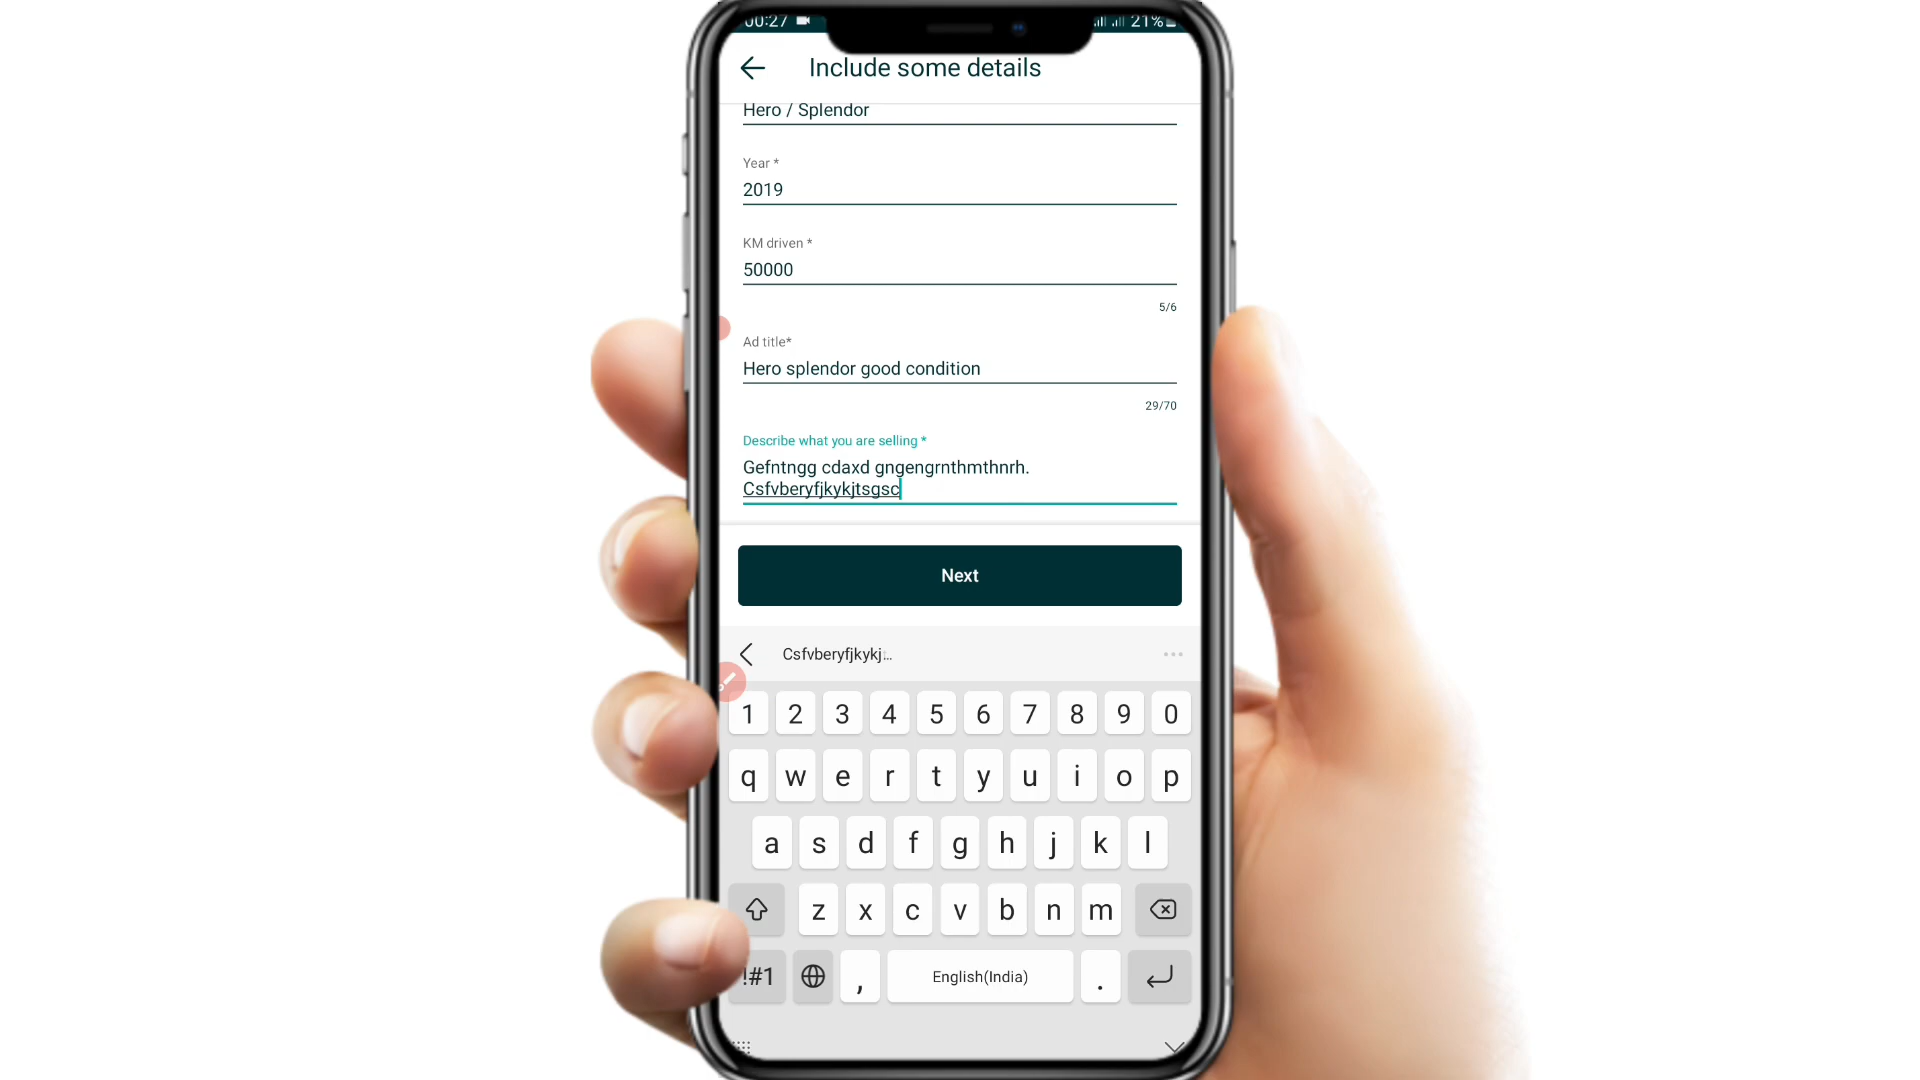 00:27 21%
Include some details
Hero / Splendor
Year *
2019
KM driven *
50000
5/6
Ad title*
Hero splendor good condition
29/70
Describe what you are selling *
Gefntngg cdaxd gngengrnthmthnrh.
Csfvberyfjkykjtsgsc
Next
Csfvberyfjkykj...
1 2 3 4 5 6 7 8 9 0
q w e r t y u i o p
a s d f g h j k l
z x c v b n m
!#1 , English(India) .